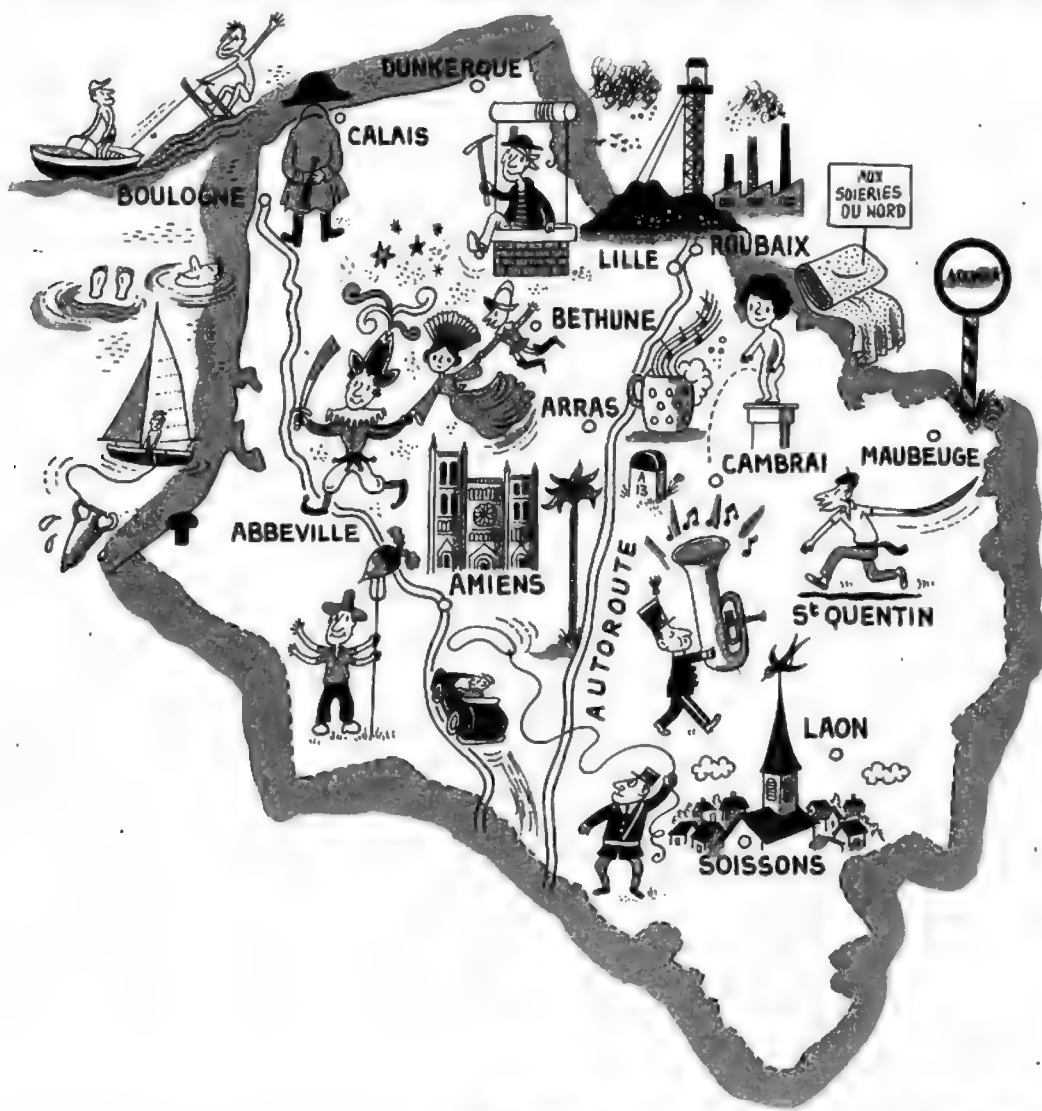 DUNKERQUE
CALAIS
BOULOGNE
AUX
SOIERIES
DU NORD
LILLE
ROUBAIX
BETHUNE
ARRAS
CAMBRAI
MAUBEUGE
A
13
ABBEVILLE
AMIENS
AUTOROUTE
St QUENTIN
LAON
SOISSONS